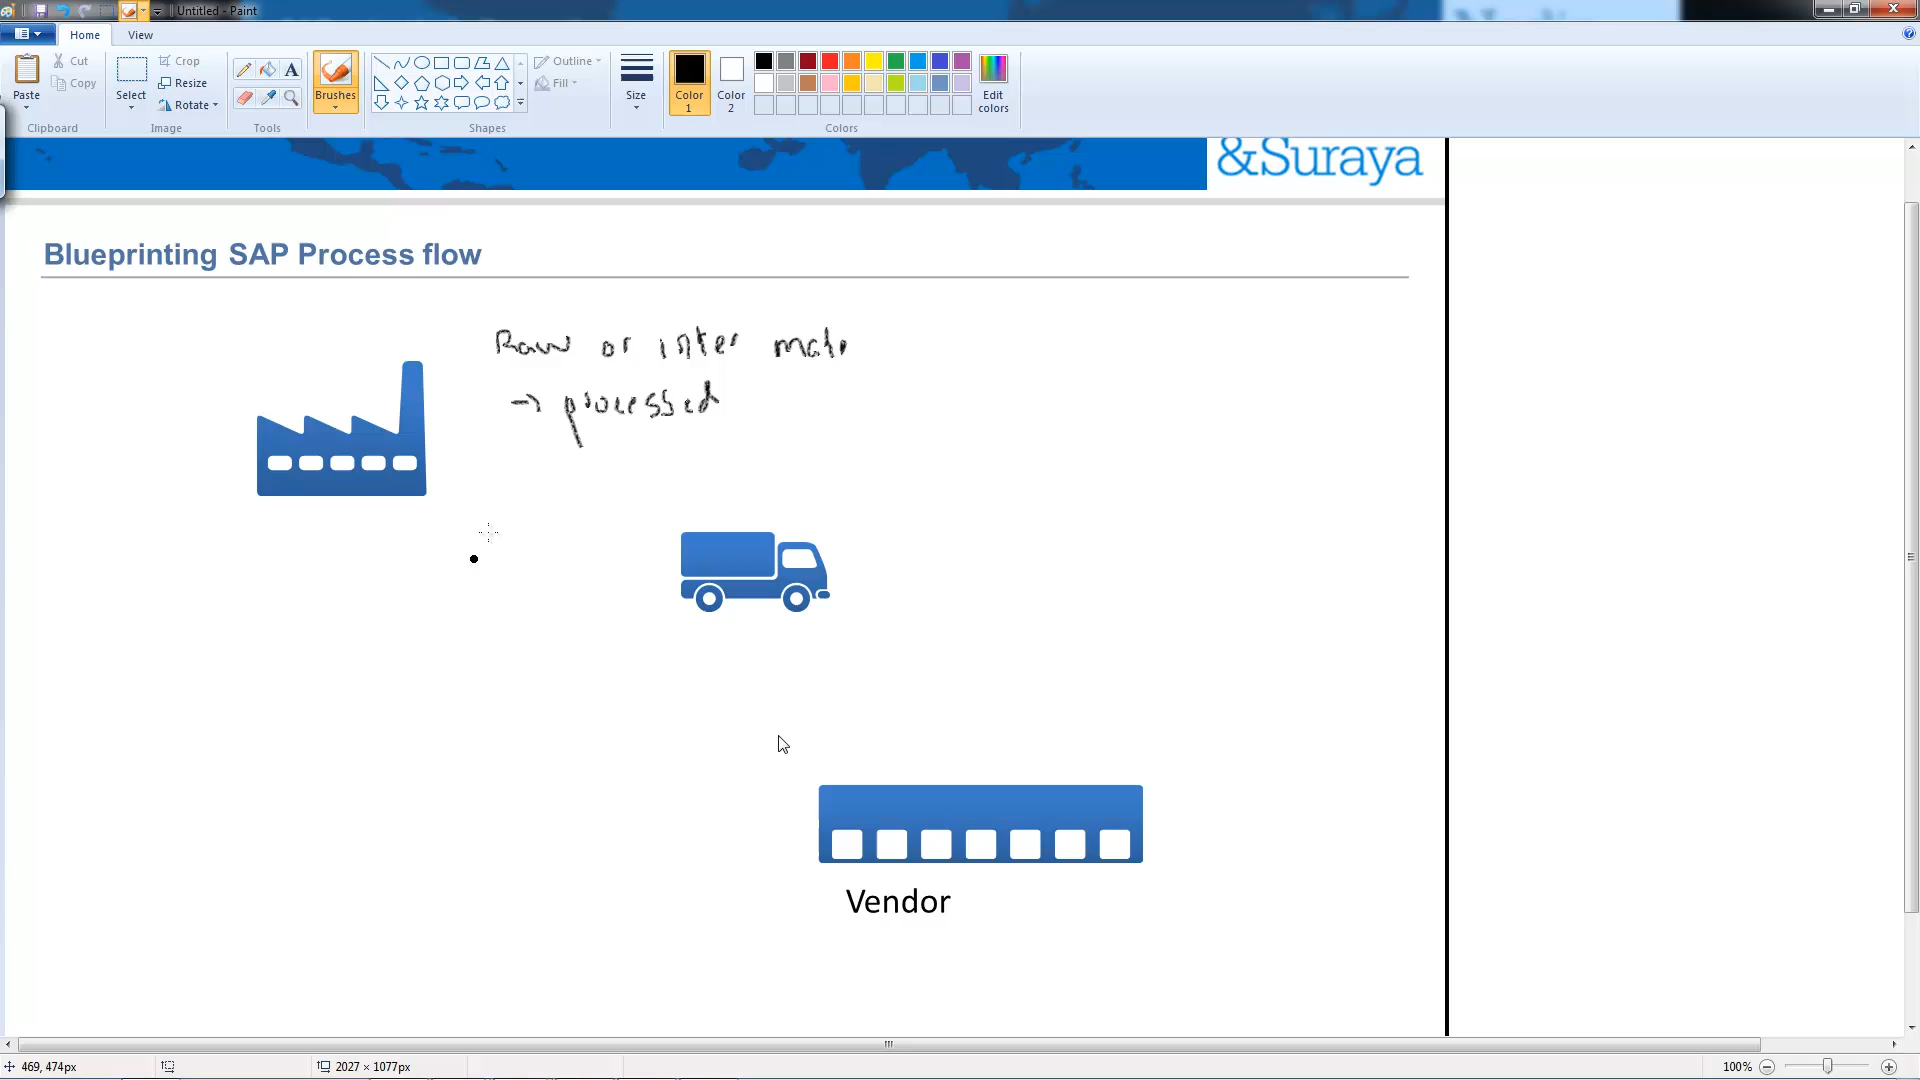 Untitled - Paint
Home
View
Paste
Cut
Copy
Clipboard
Select
Crop
Resize
Rotate
Image
Tools
Brushes
Shapes
Outline
Fill
Size
Color 1
Color 2
Edit colors
Colors
&Suraya
Blueprinting SAP Process flow
Raw or inter mate
→ processed
Vendor
469, 474px
2027 × 1077px
100%